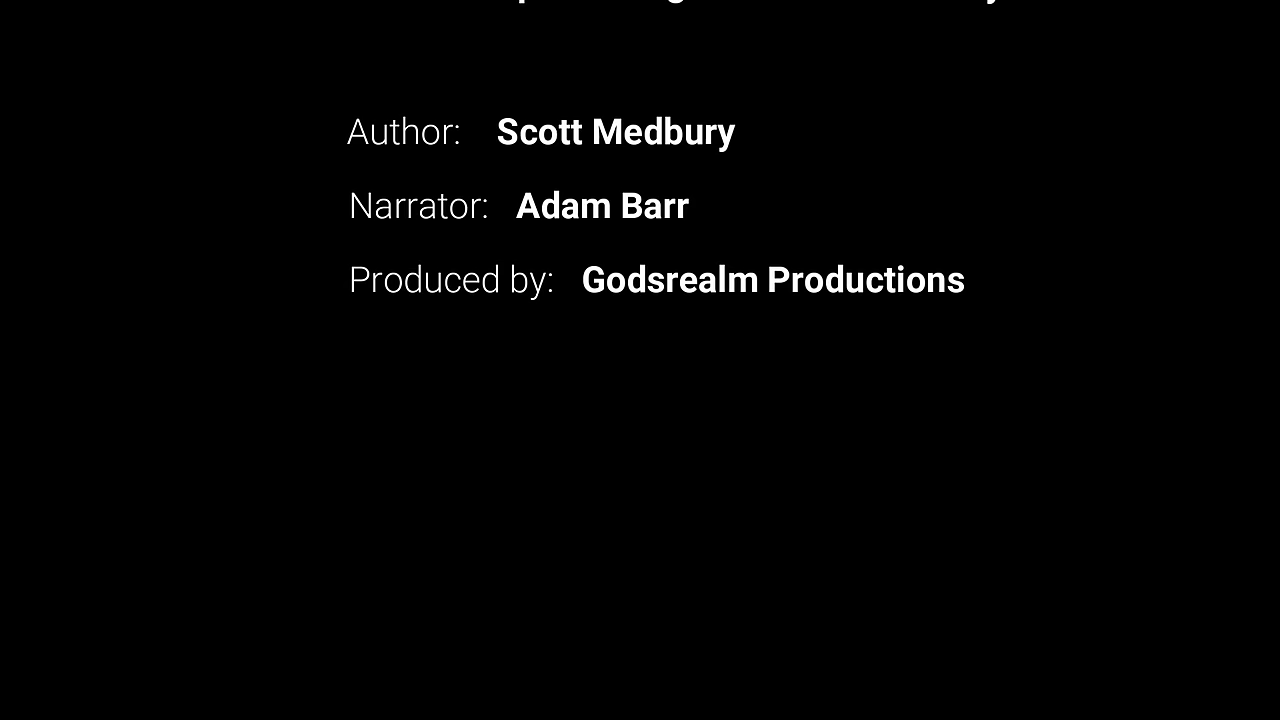 Author: Scott Medbury
Narrator: Adam Barr
Produced by: Godsrealm Productions